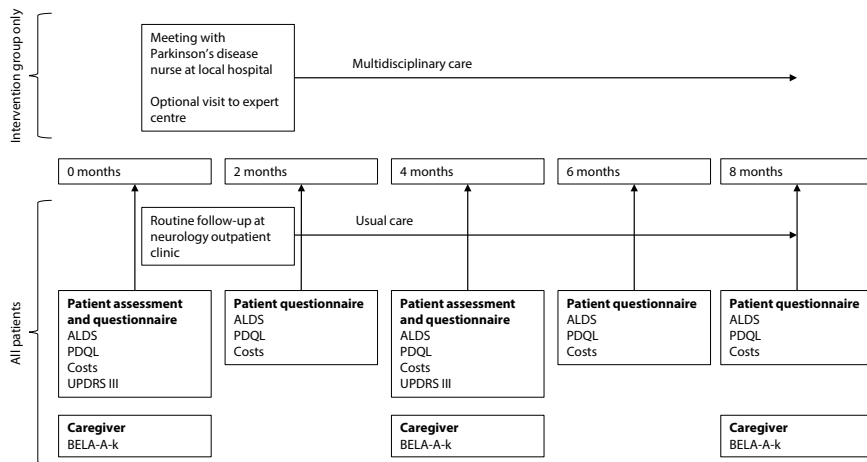 Intervention group only
Meeting with
Parkinson's disease
nurse at local hospital
Optional visit to expert
centre
Multidisciplinary care
0 months
2 months
4 months
6 months
8 months
All patients
Routine follow-up at
neurology outpatient
clinic
Usual care
Patient assessment
and questionnaire
ALDS
PDQL
Costs
UPDRS III
Patient questionnaire
ALDS
PDQL
Costs
Patient assessment
and questionnaire
ALDS
PDQL
Costs
UPDRS III
Patient questionnaire
ALDS
PDQL
Costs
Patient questionnaire
ALDS
PDQL
Costs
Caregiver
BELA-A-k
Caregiver
BELA-A-k
Caregiver
BELA-A-k